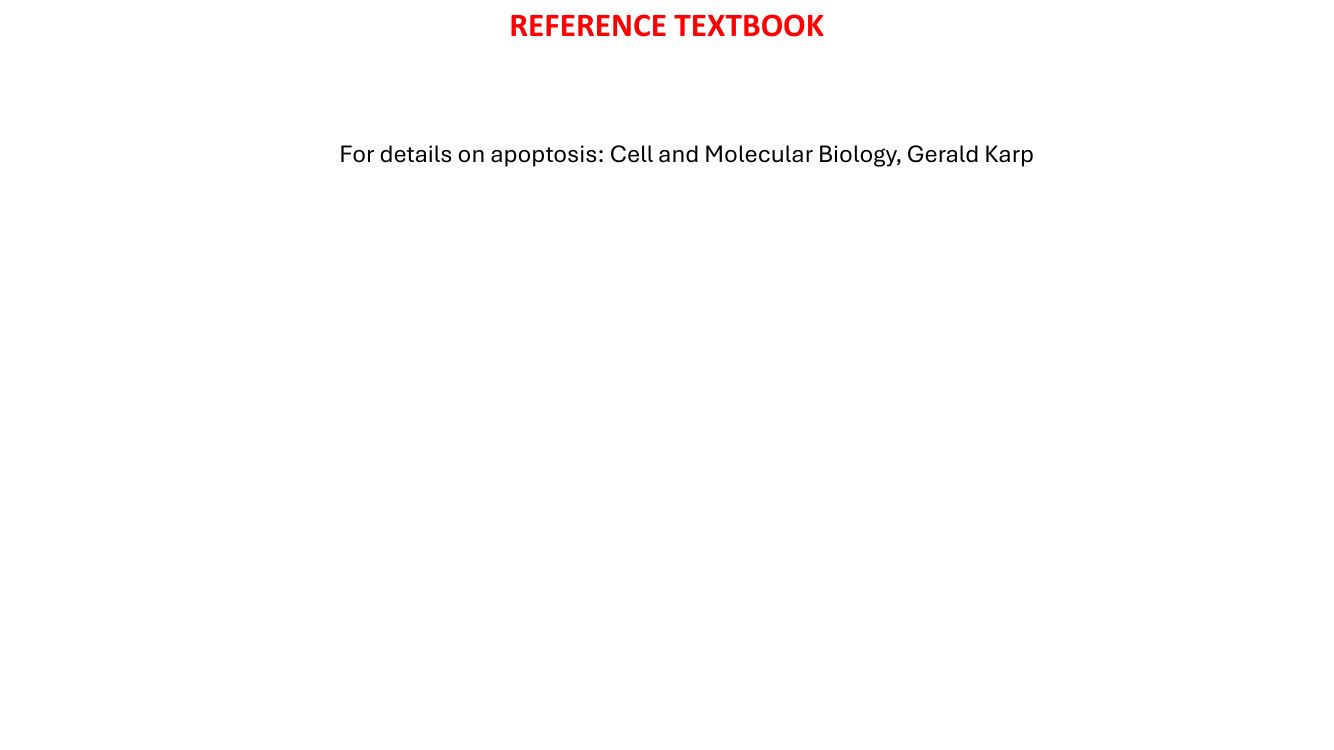 REFERENCE TEXTBOOK
For details on apoptosis: Cell and Molecular Biology, Gerald Karp